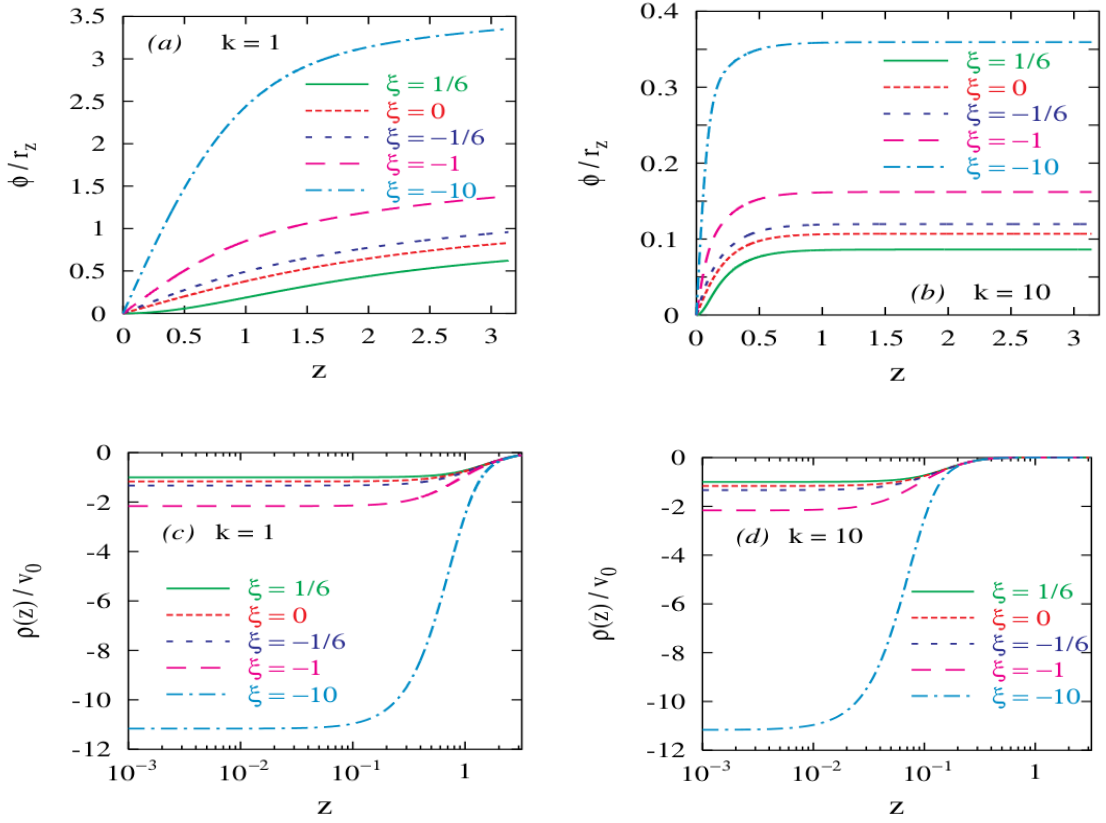 (a) k = 1
ϕ / r_z
3.5
3
2.5
2
1.5
1
0.5
0
ξ = 1/6
ξ = 0
ξ = −1/6
ξ = −1
ξ = −10
0 0.5 1 1.5 2 2.5 3
z
ϕ / r_z
0.4
0.3
0.2
0.1
0
ξ = 1/6
ξ = 0
ξ = −1/6
ξ = −1
ξ = −10
(b) k = 10
0 0.5 1 1.5 2 2.5 3
z
ρ(z) / v₀
0
-2
-4
-6
-8
-10
-12
(c) k = 1
ξ = 1/6
ξ = 0
ξ = −1/6
ξ = −1
ξ = −10
10⁻³ 10⁻² 10⁻¹ 1
z
ρ(z) / v₀
0
-2
-4
-6
-8
-10
-12
(d) k = 10
ξ = 1/6
ξ = 0
ξ = −1/6
ξ = −1
ξ = −10
10⁻³ 10⁻² 10⁻¹ 1
z